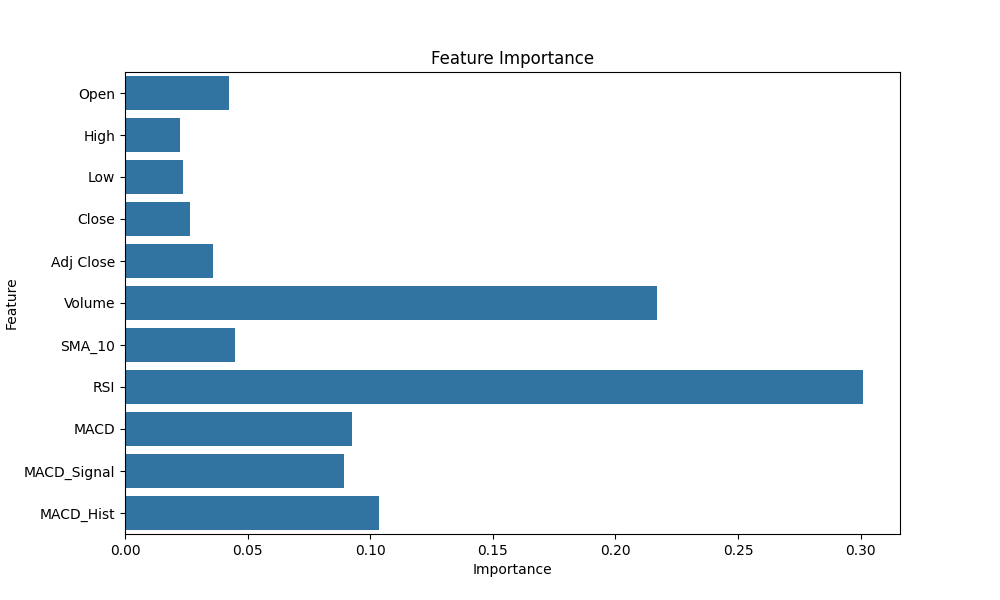 Feature Importance
Feature
Open
High
Low
Close
Adj Close
Volume
SMA_10
RSI
MACD
MACD_Signal
MACD_Hist
0.00 0.05 0.10 0.15 0.20 0.25 0.30
Importance